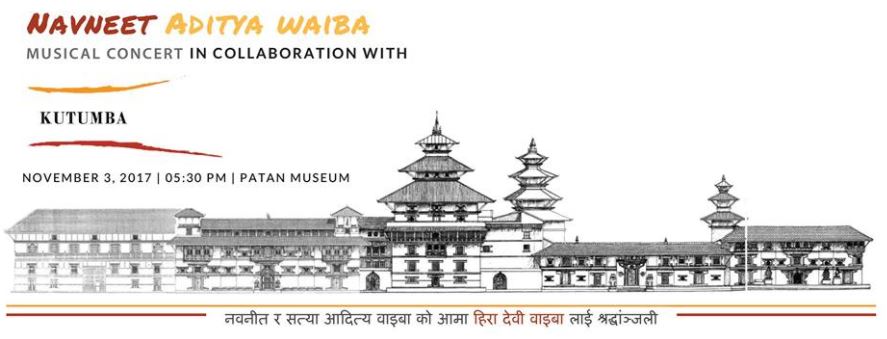 NAVNEET ADITYA WAIBA
MUSICAL CONCERT IN COLLABORATION WITH
KUTUMBA
NOVEMBER 3, 2017 | 05:30 PM | PATAN MUSEUM
नवनीत र सत्या आदित्य वाइबा को आमा हिरा देवी वाइबा लाई श्रद्धांञ्जली